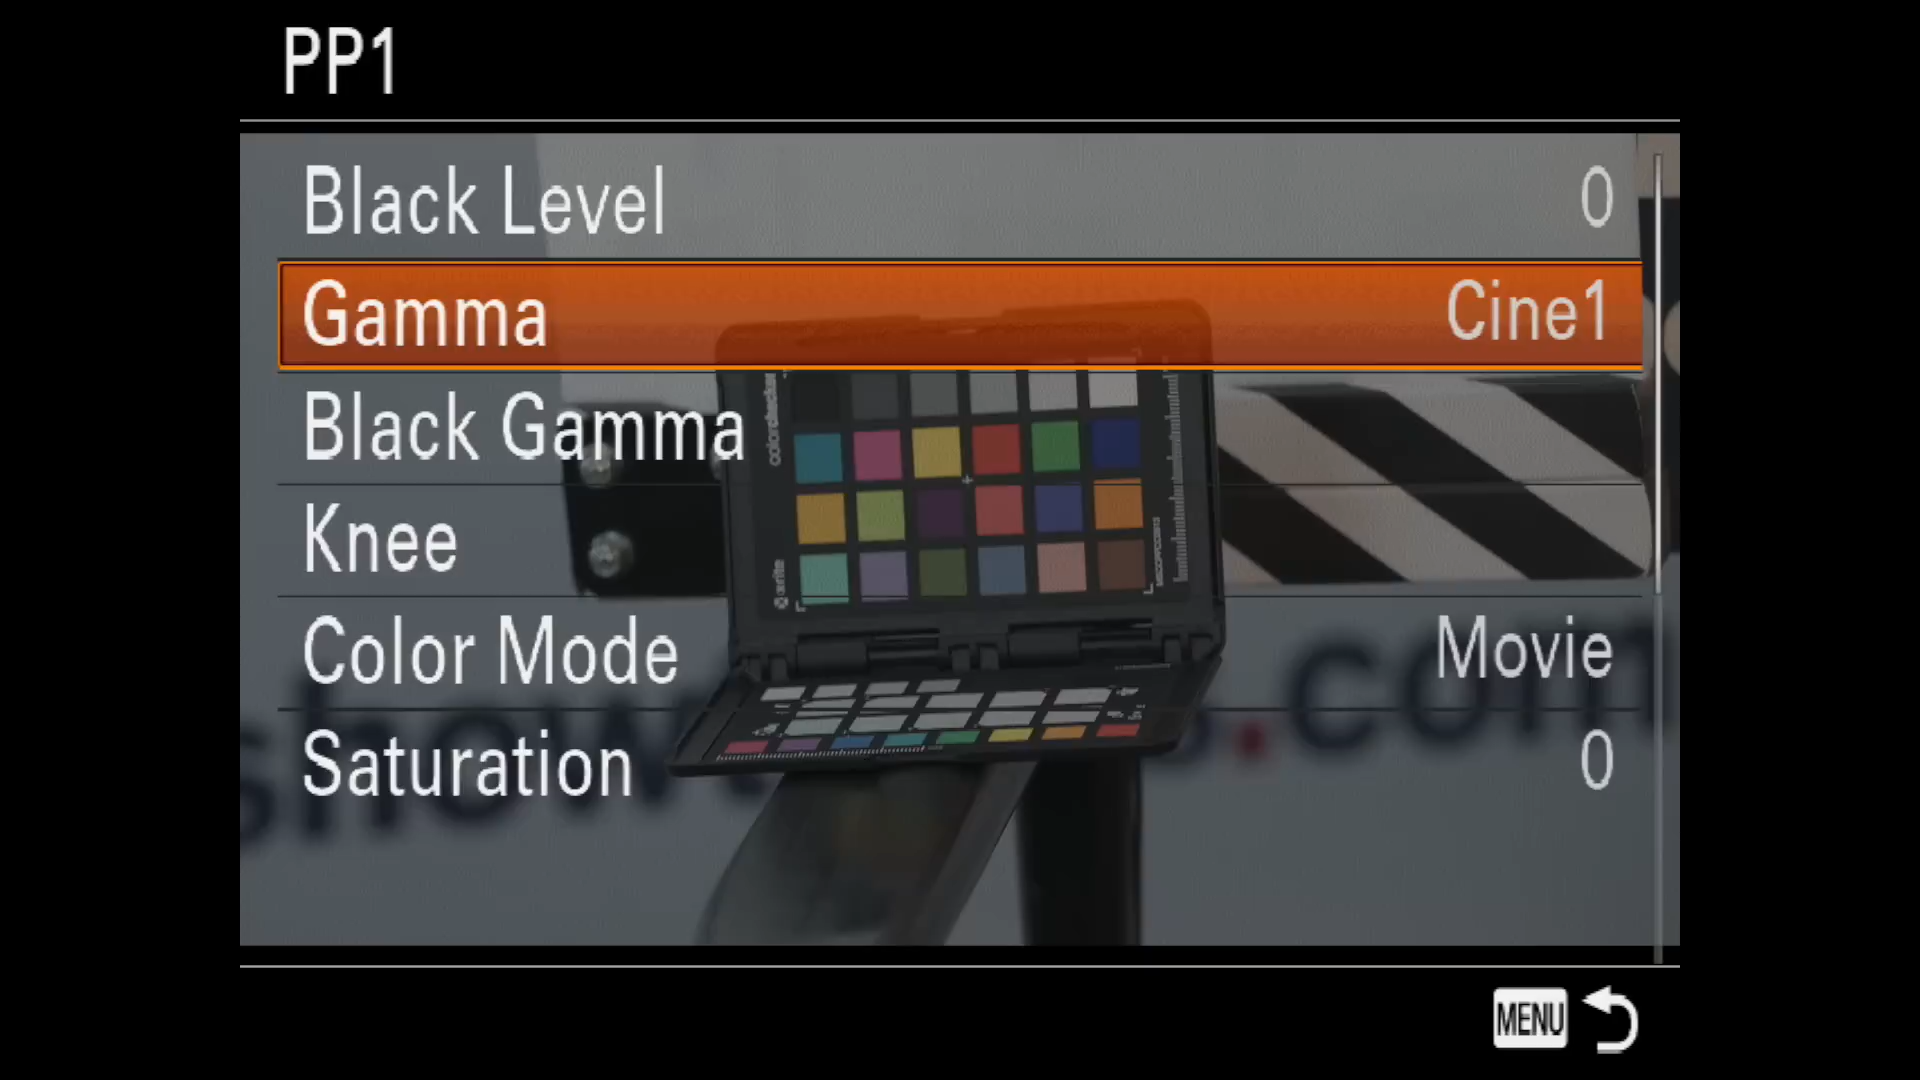 PP1
Black Level 0
Gamma Cine1
Black Gamma
Knee
Color Mode Movie
Saturation 0
MENU